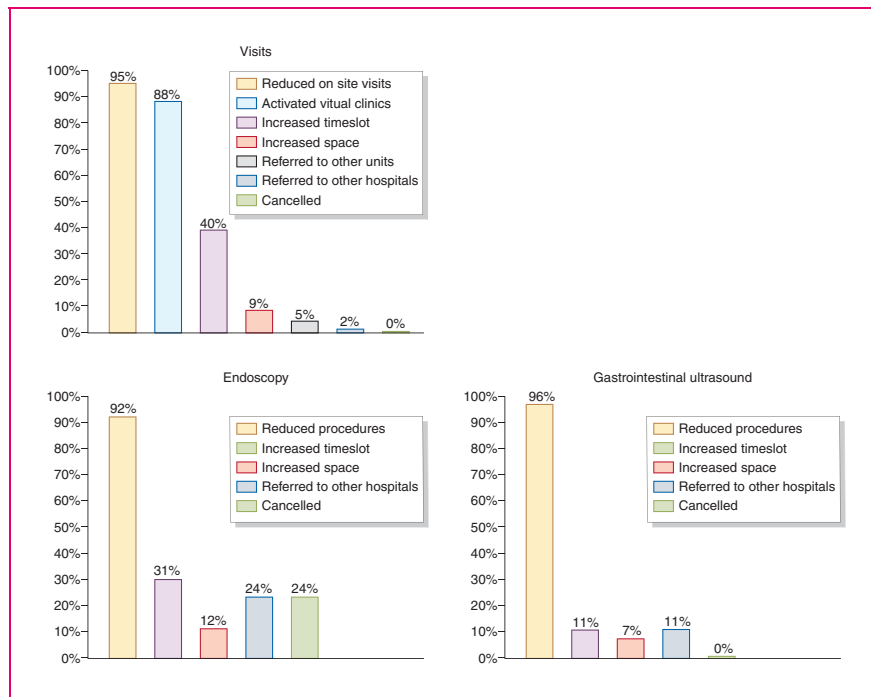 Visits
100%
90%
80%
70%
60%
50%
40%
30%
20%
10%
0%
95%
88%
40%
9%
5%
2%
0%
Reduced on site visits
Activated vitual clinics
Increased timeslot
Increased space
Referred to other units
Referred to other hospitals
Cancelled
Endoscopy
100%
90%
80%
70%
60%
50%
40%
30%
20%
10%
0%
92%
31%
12%
24%
24%
Reduced procedures
Increased timeslot
Increased space
Referred to other hospitals
Cancelled
Gastrointestinal ultrasound
100%
90%
80%
70%
60%
50%
40%
30%
20%
10%
0%
96%
11%
7%
11%
0%
Reduced procedures
Increased timeslot
Increased space
Referred to other hospitals
Cancelled